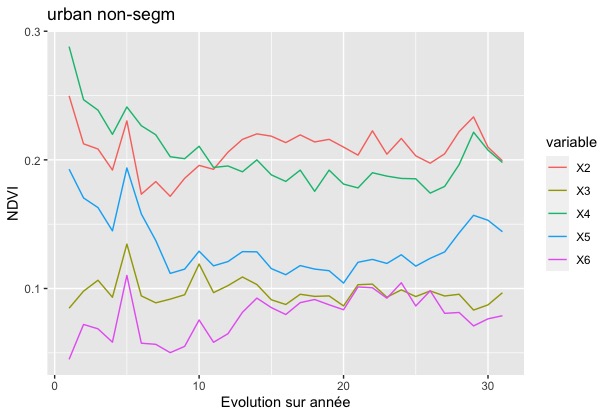 urban non-segm
NDVI
0.3
0.2
0.1
0
10
20
30
Evolution sur année
variable
X2
X3
X4
X5
X6